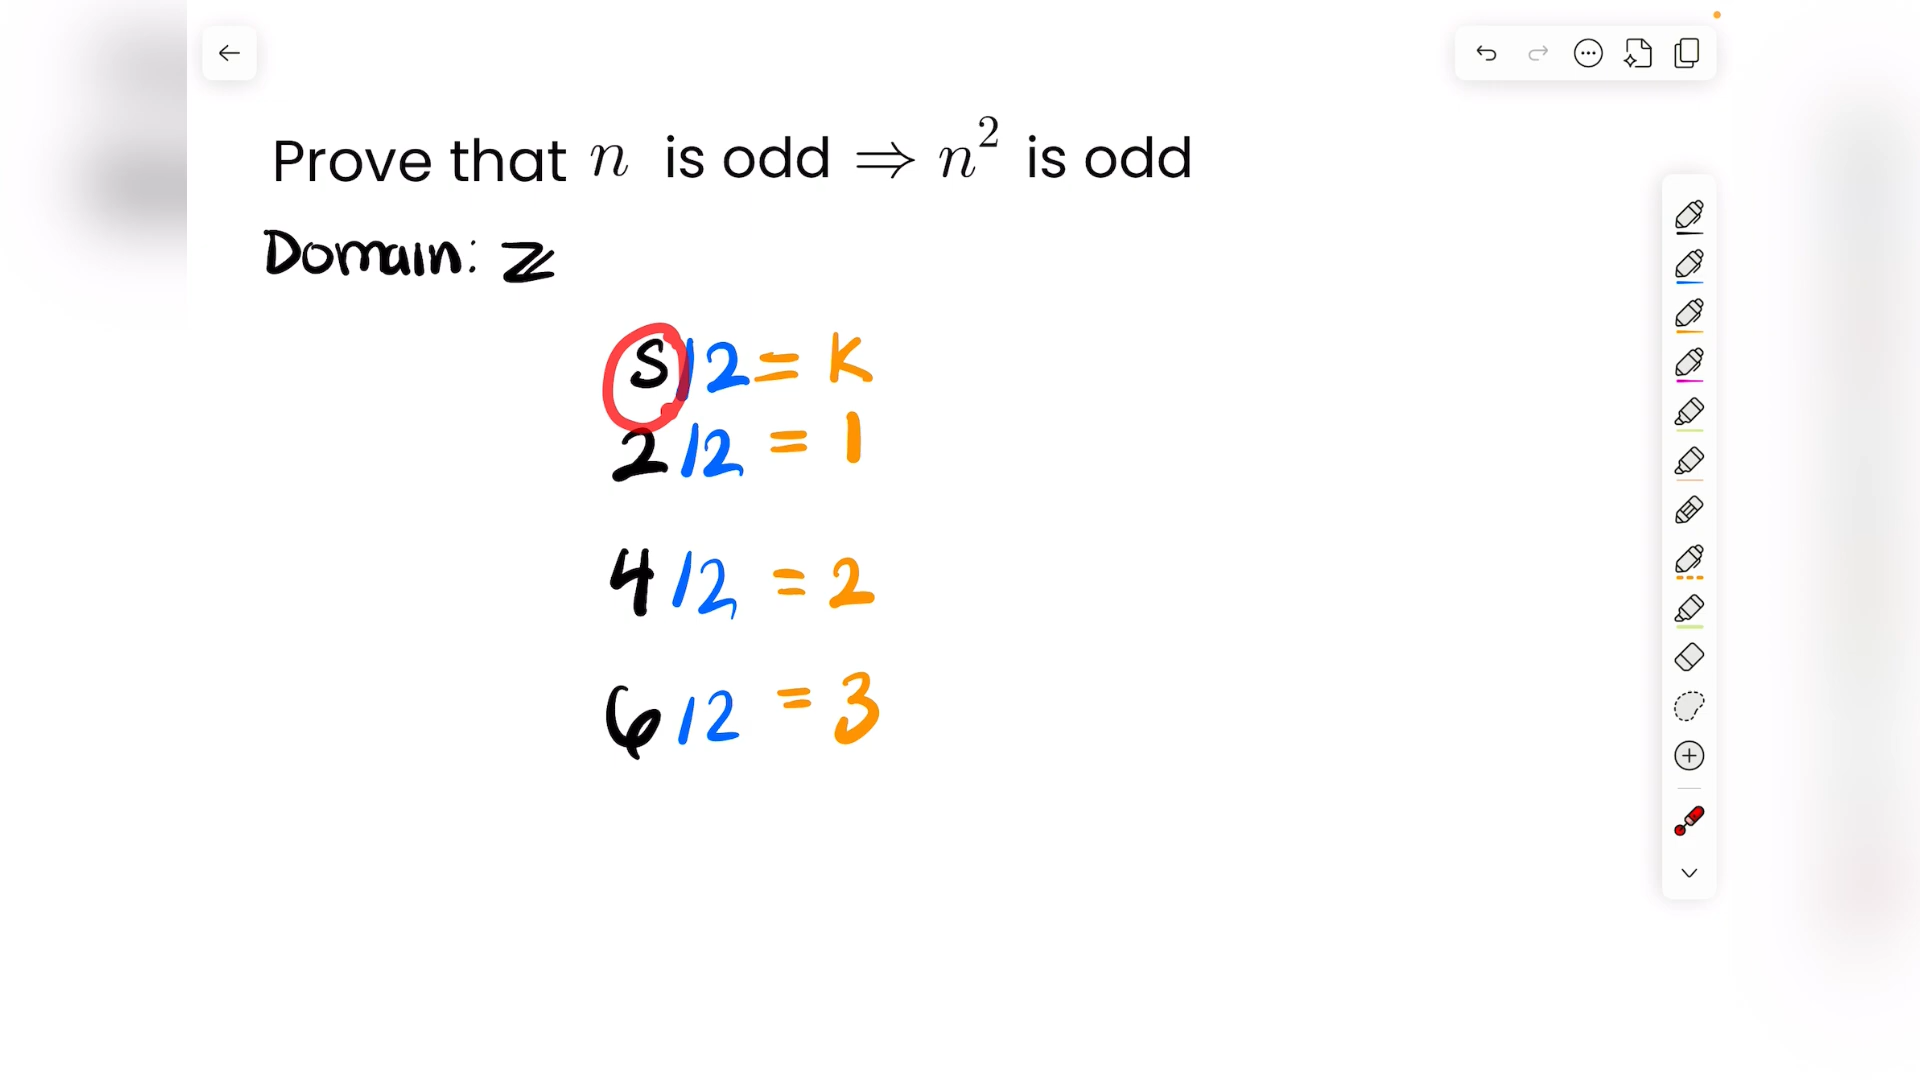 Prove that n is odd ⇒ n² is odd
Domain: ℤ
S/2 = K
2/2 = 1
4/2 = 2
6/2 = 3